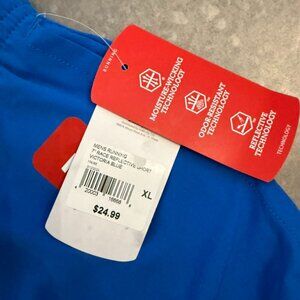 RUNNING
MOISTURE-WICKING
TECHNOLOGY
ODOR-RESISTANT
TECHNOLOGY
REFLECTIVE
TECHNOLOGY
TECHNOLOGY
MENS RUNNING
7" RACE REFLECTIVE SHORT
VICTORIA BLUE
XL
$24.99